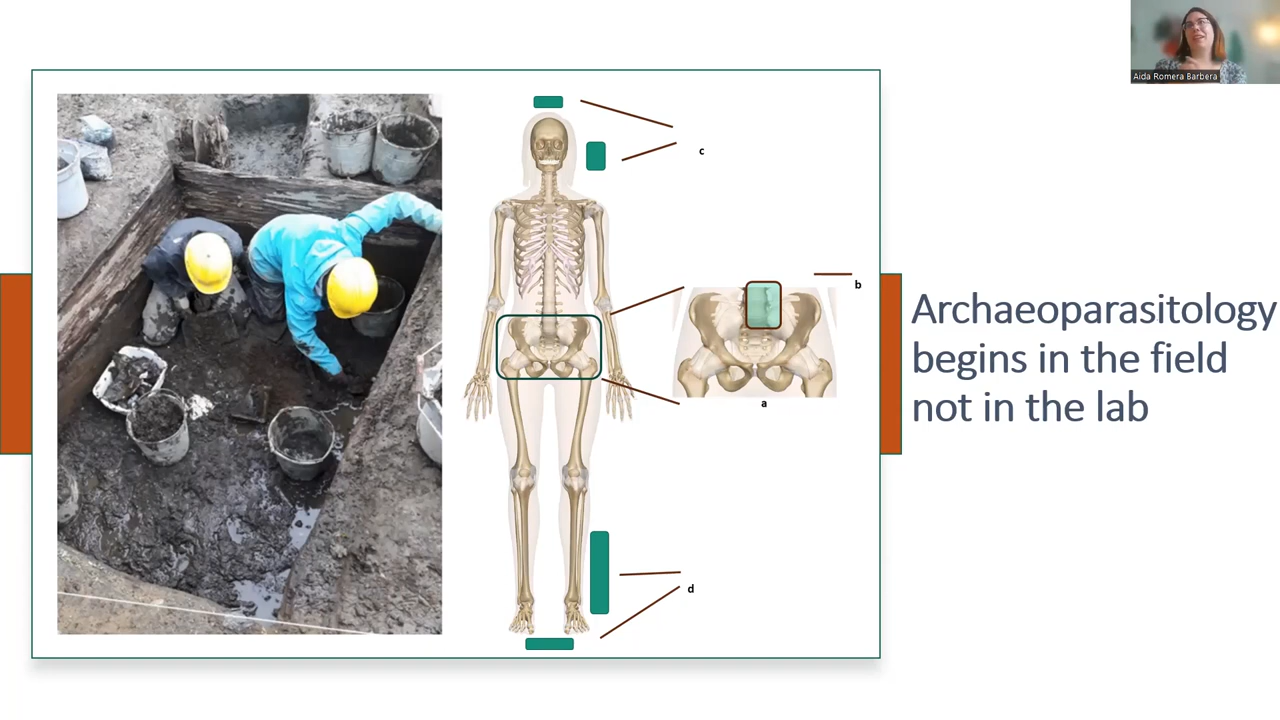 Aida Romera Barbera
c
b
a
d
Archaeoparasitology
begins in the field
not in the lab